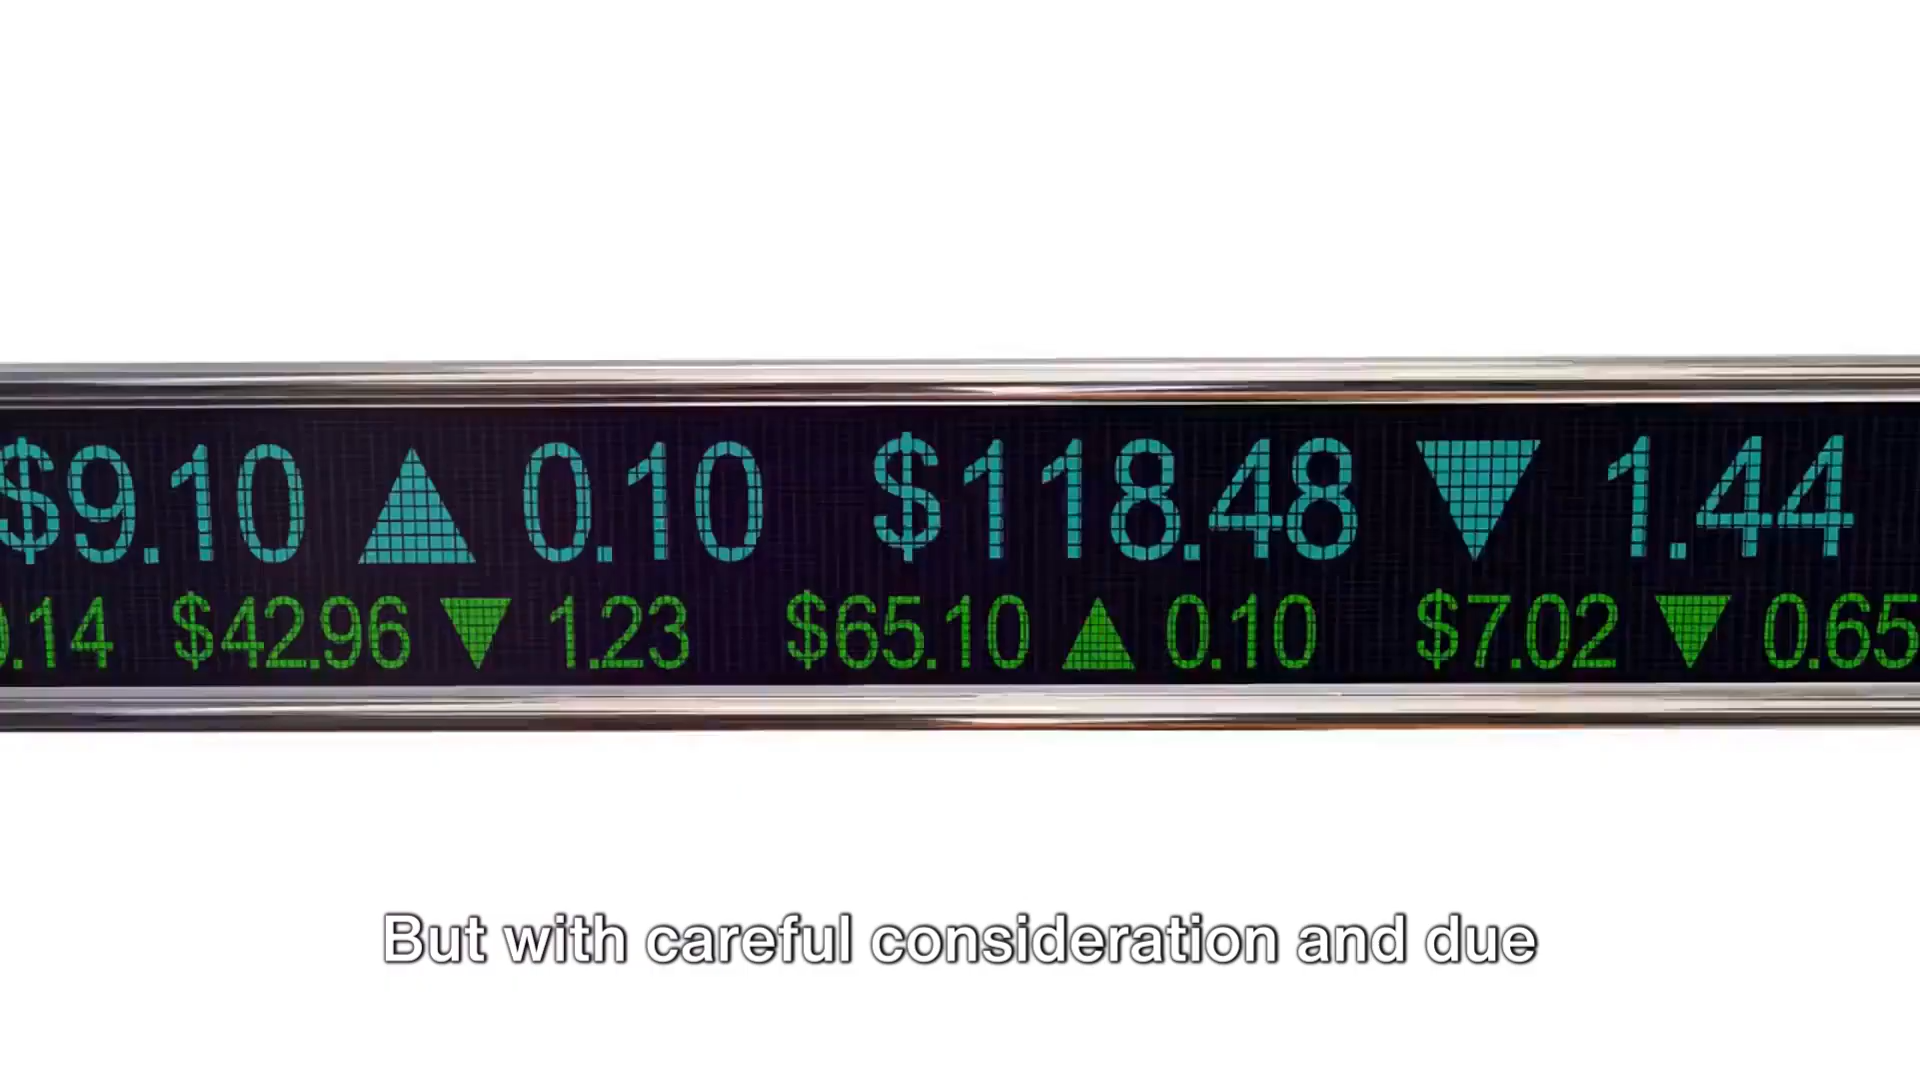 $9.10 ▲ 0.10 $118.48 ▼ 1.44
.14 $42.96 ▼ 1.23 $65.10 ▲ 0.10 $7.02 ▼ 0.65
But with careful consideration and due